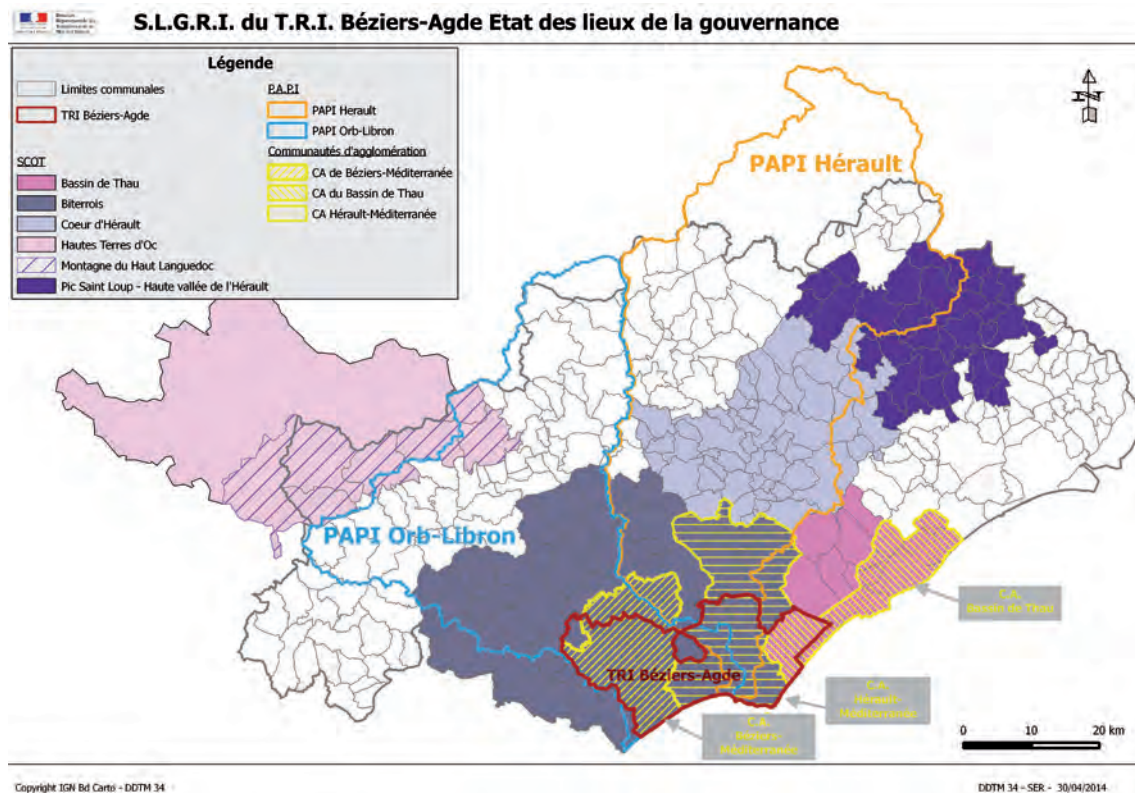 S.L.G.R.I. du T.R.I. Béziers-Agde Etat des lieux de la gouvernance
Légende
Limites communales
TRI Béziers-Agde
SCOT
Bassin de Thau
Biterrois
Coeur d'Hérault
Hautes Terres d'Oc
Montagne du Haut Languedoc
Pic Saint Loup - Haute vallée de l'Hérault
P.A.P.I
PAPI Herault
PAPI Orb-Libron
Communautés d'agglomération
CA de Béziers-Méditerranée
CA du Bassin de Thau
CA Hérault-Méditerranée
N
PAPI Hérault
PAPI Orb-Libron
TRI Béziers-Agde
C.A.
Bassin de Thau
C.A.
Hérault-
Méditerranée
C.A.
Béziers-
Méditerranée
0 10 20 km
Copyright IGN Bd Carto - DDTM 34
DDTM 34 - SER - 30/04/2014